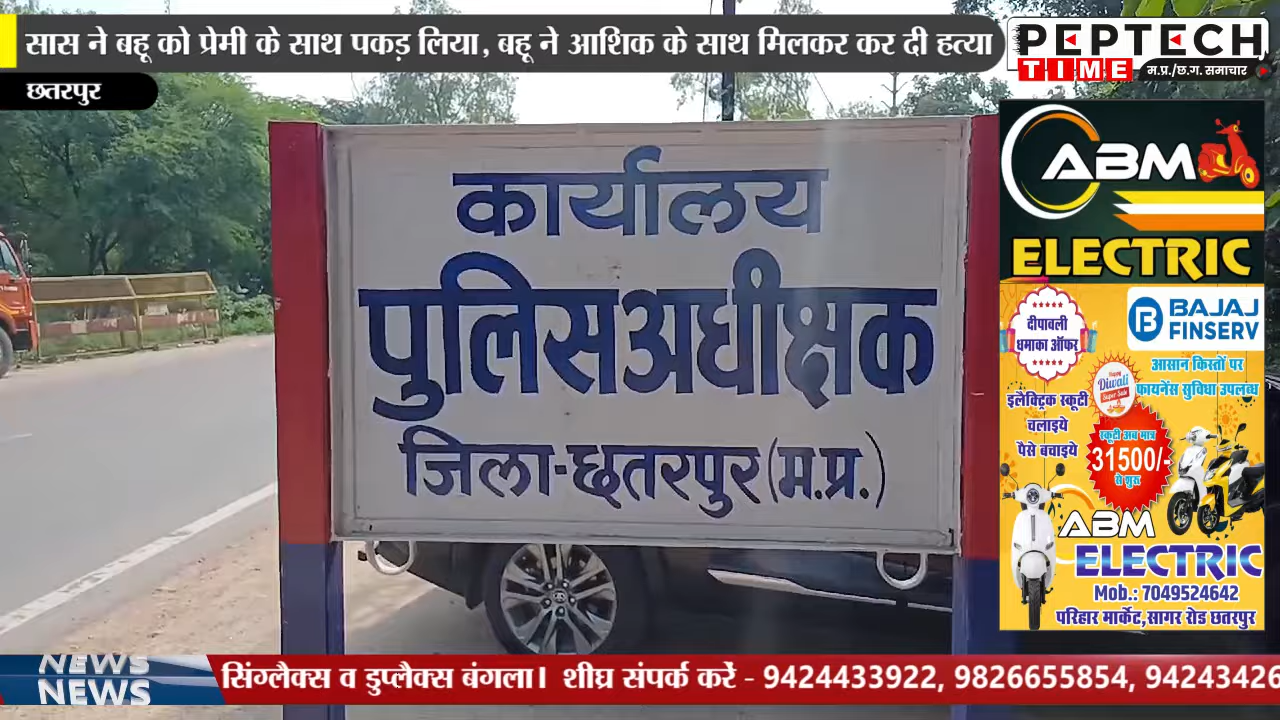 सास ने बहू को प्रेमी के साथ पकड़ लिया, बहू ने आशिक के साथ मिलकर कर दी हत्या
छतरपुर
PEPTECH
TIME
म.प्र./छ.ग. समाचार
कार्यालय
पुलिसअधीक्षक
जिला-छतरपुर(म.प्र.)
ABM
ELECTRIC
दीपावली
धमाका ऑफर
BAJAJ
FINSERV
आसान किस्तों पर
फायनेंस सुविधा उपलब्ध
Diwali
इलैक्ट्रिक स्कूटी
चलाइये
पैसे बचाइये
स्कूटी अब मात्र
31500/-
से शुरू
ABM
ELECTRIC
Mob.: 7049524642
परिहार मार्केट,सागर रोड छतरपुर
NEWS
NEWS
सिंग्लैक्स व डुप्लैक्स बंगला। शीघ्र संपर्क करें - 9424433922, 9826655854, 94243426